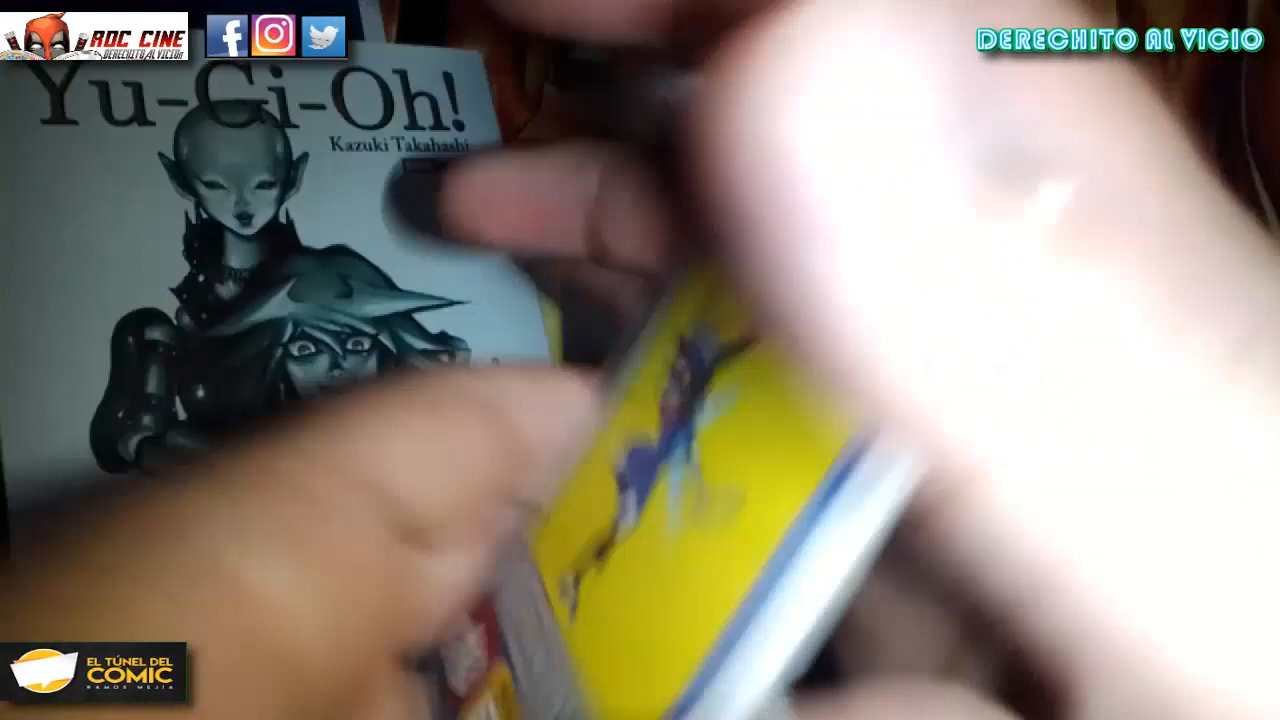 ROC CINE
DERECHITO AL VICIO
DERECHITO AL VICIO
Yu-Gi-Oh!
Kazuki Takahashi
EL TÚNEL DEL
COMIC
RAMOS MEJÍA